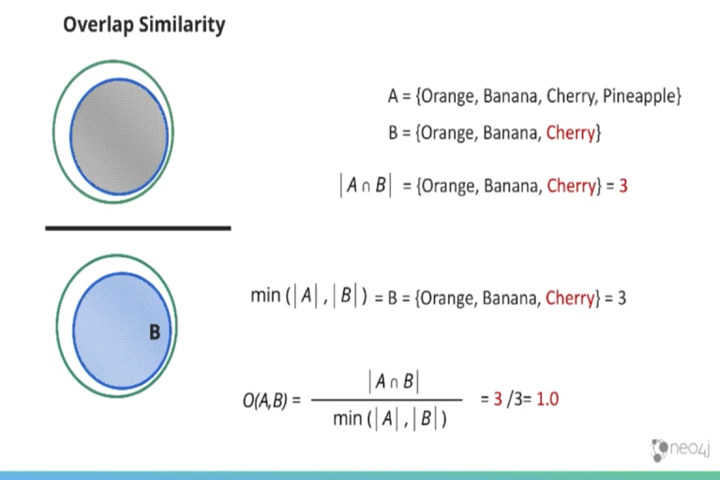 Overlap Similarity
A = {Orange, Banana, Cherry, Pineapple}
B = {Orange, Banana, Cherry}
|A ∩ B| = {Orange, Banana, Cherry} = 3
min (|A| , |B|) = B = {Orange, Banana, Cherry} = 3
B
|A ∩ B|
O(A,B) = = 3 /3= 1.0
min (|A| , |B|)
neo4j